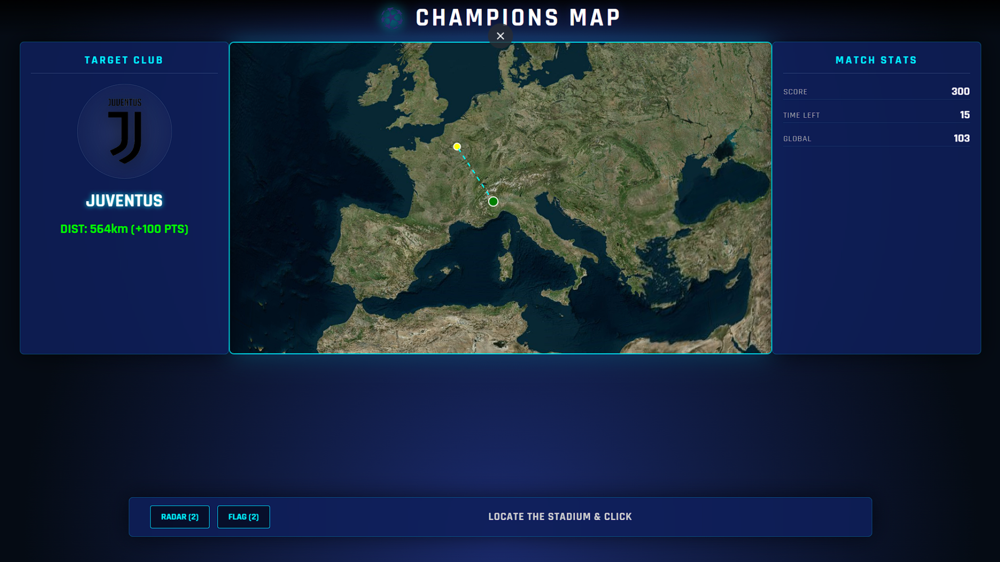 CHAMPIONS MAP
TARGET CLUB
JUVENTUS
JUVENTUS
DIST: 564km (+100 PTS)
MATCH STATS
SCORE 300
TIME LEFT 15
GLOBAL 103
RADAR (2)
FLAG (2)
LOCATE THE STADIUM & CLICK